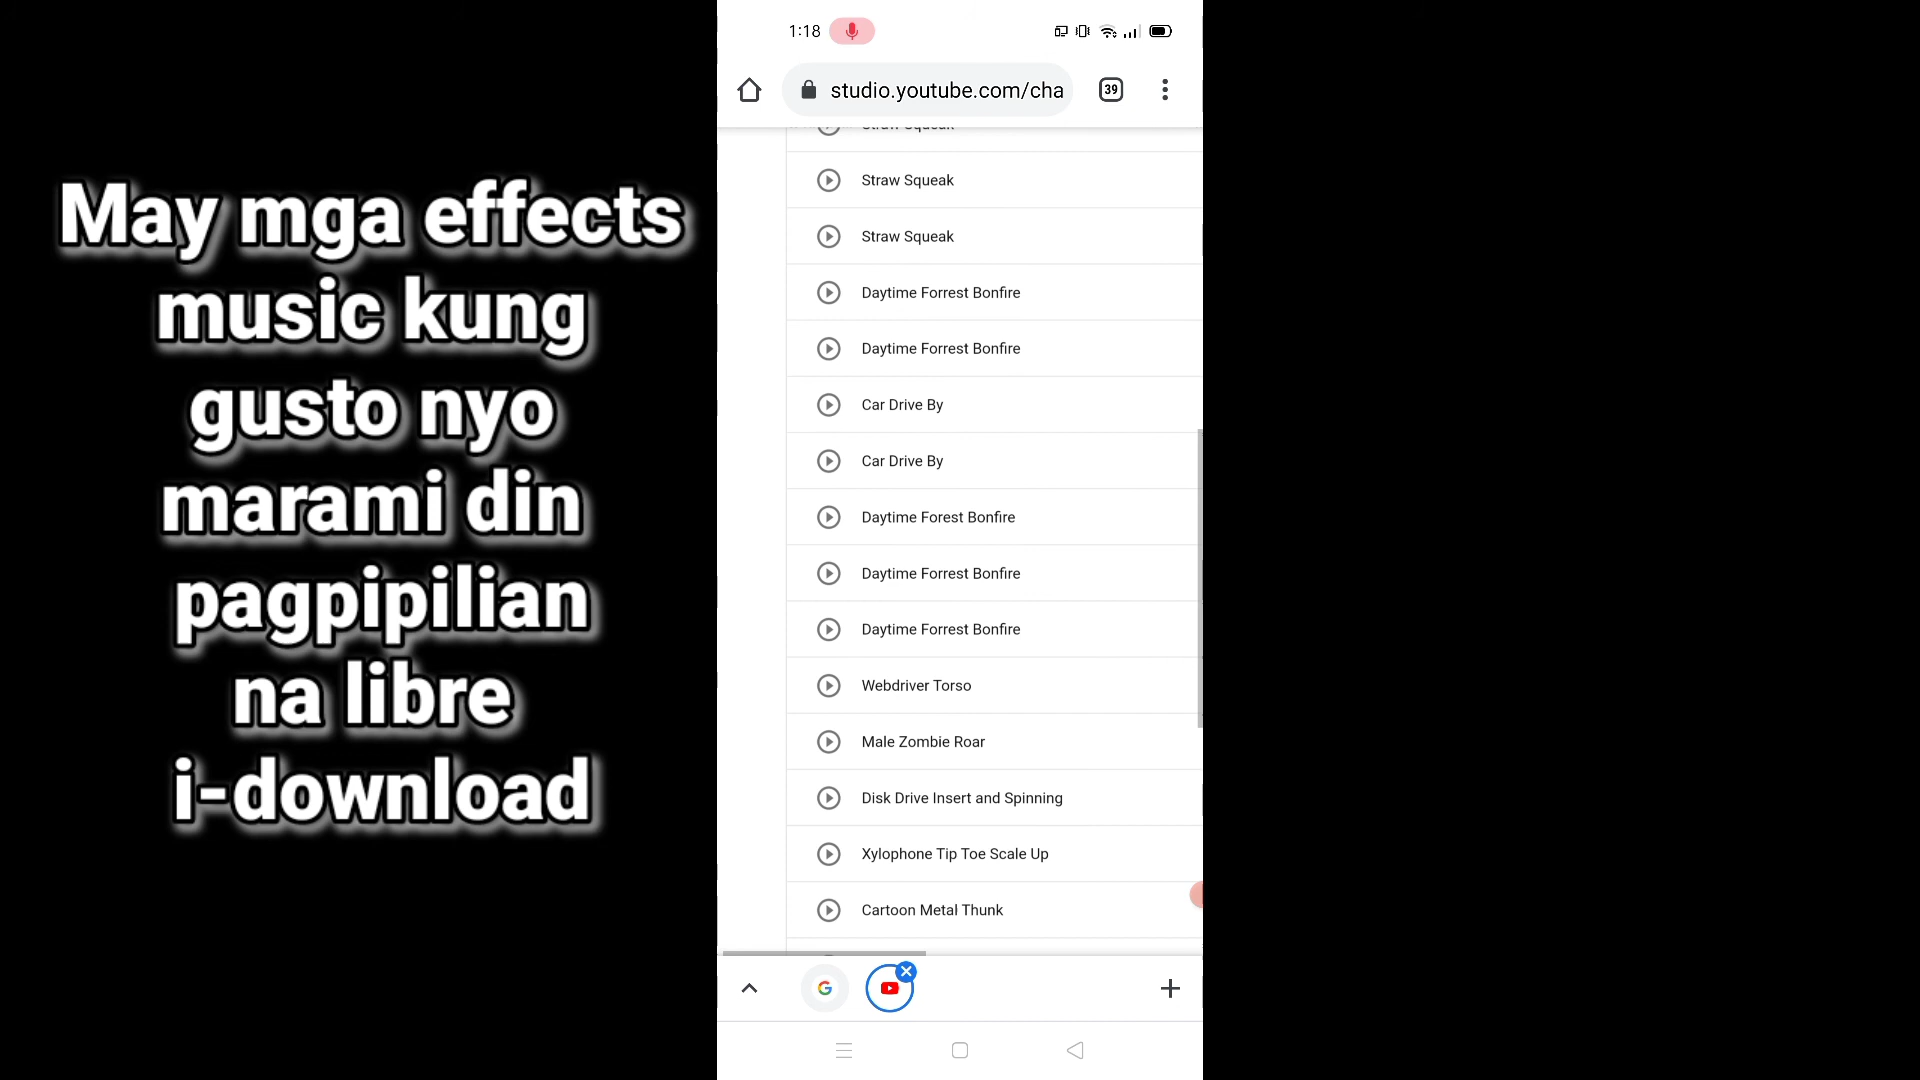 May mga effects
music kung
gusto nyo
marami din
pagpipilian
na libre
i-download
1:18
studio.youtube.com/cha
39
Straw Squeak
Straw Squeak
Straw Squeak
Daytime Forrest Bonfire
Daytime Forrest Bonfire
Car Drive By
Car Drive By
Daytime Forest Bonfire
Daytime Forrest Bonfire
Daytime Forrest Bonfire
Webdriver Torso
Male Zombie Roar
Disk Drive Insert and Spinning
Xylophone Tip Toe Scale Up
Cartoon Metal Thunk
G